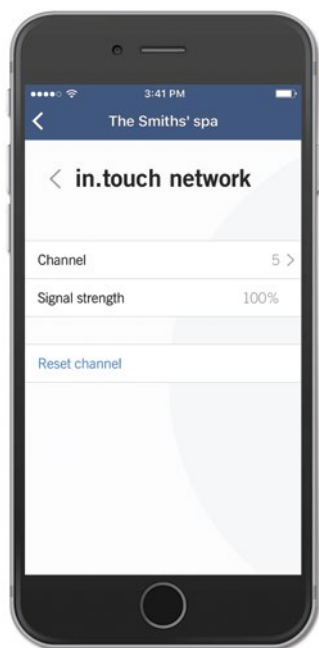 3:41 PM
The Smiths' spa
in.touch network
Channel 5
Signal strength 100%
Reset channel